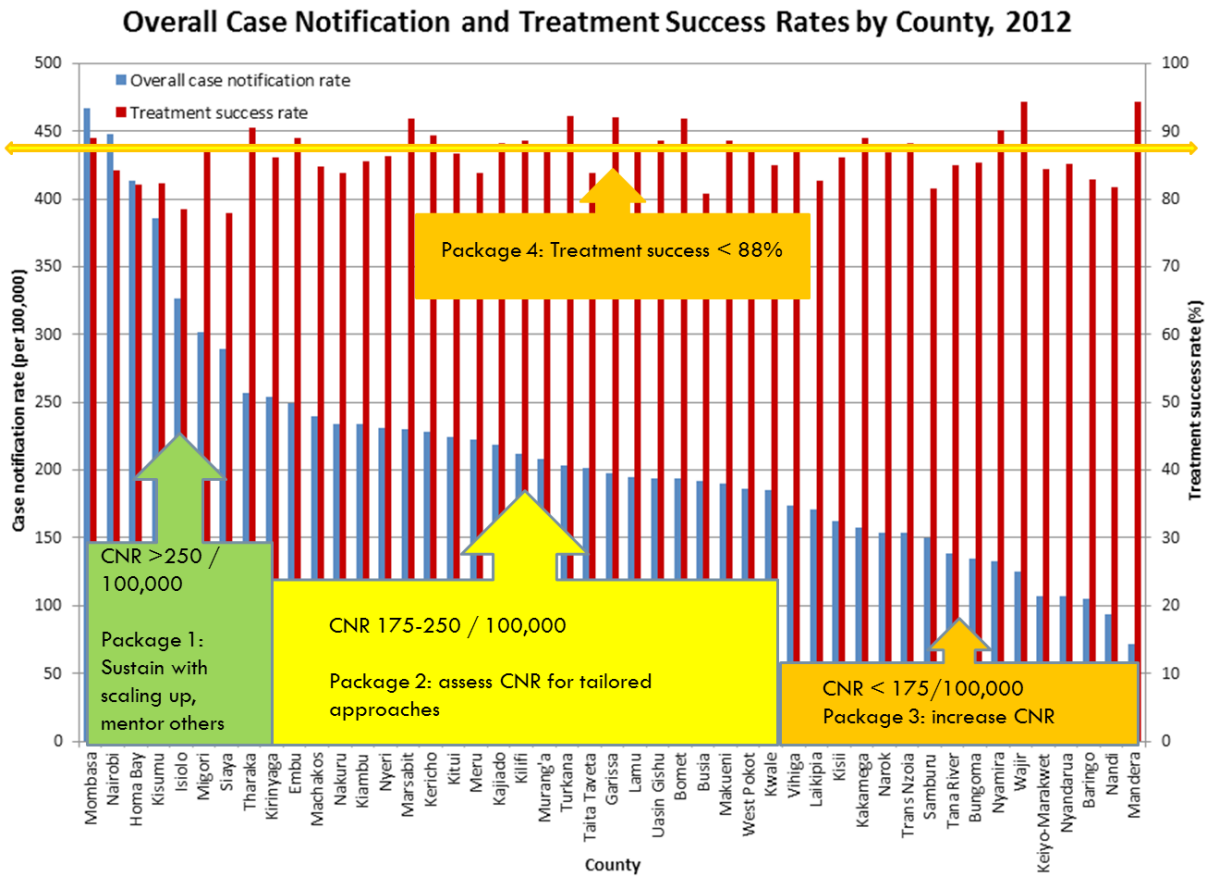 Overall Case Notification and Treatment Success Rates by County, 2012
Case notification rate (per 100,000)
500
450
400
350
300
250
200
150
100
50
0
Overall case notification rate
Treatment success rate
Package 4: Treatment success < 88%
CNR >250 /
100,000
Package 1:
Sustain with
scaling up,
mentor others
CNR 175-250 / 100,000
Package 2: assess CNR for tailored
approaches
CNR < 175/100,000
Package 3: increase CNR
100
90
80
70
60
50
40
30
20
10
0
Treatment success rate (%)
Mombasa
Nairobi
Homa Bay
Kisumu
Isiolo
Migori
Siaya
Tharaka
Kirinyaga
Embu
Machakos
Nakuru
Kiambu
Nyeri
Marsabit
Kericho
Kitui
Meru
Kajiado
Kilifi
Murang'a
Turkana
Taita Taveta
Garissa
Lamu
Uasin Gishu
Bomet
Busia
Makueni
West Pokot
Kwale
Vihiga
Laikipia
Kisii
Kakamega
Narok
Trans Nzola
Samburu
Tana River
Bungoma
Nyamira
Wajir
Keiyo-Marakwet
Nyandarua
Baringo
Nandi
Mandera
County